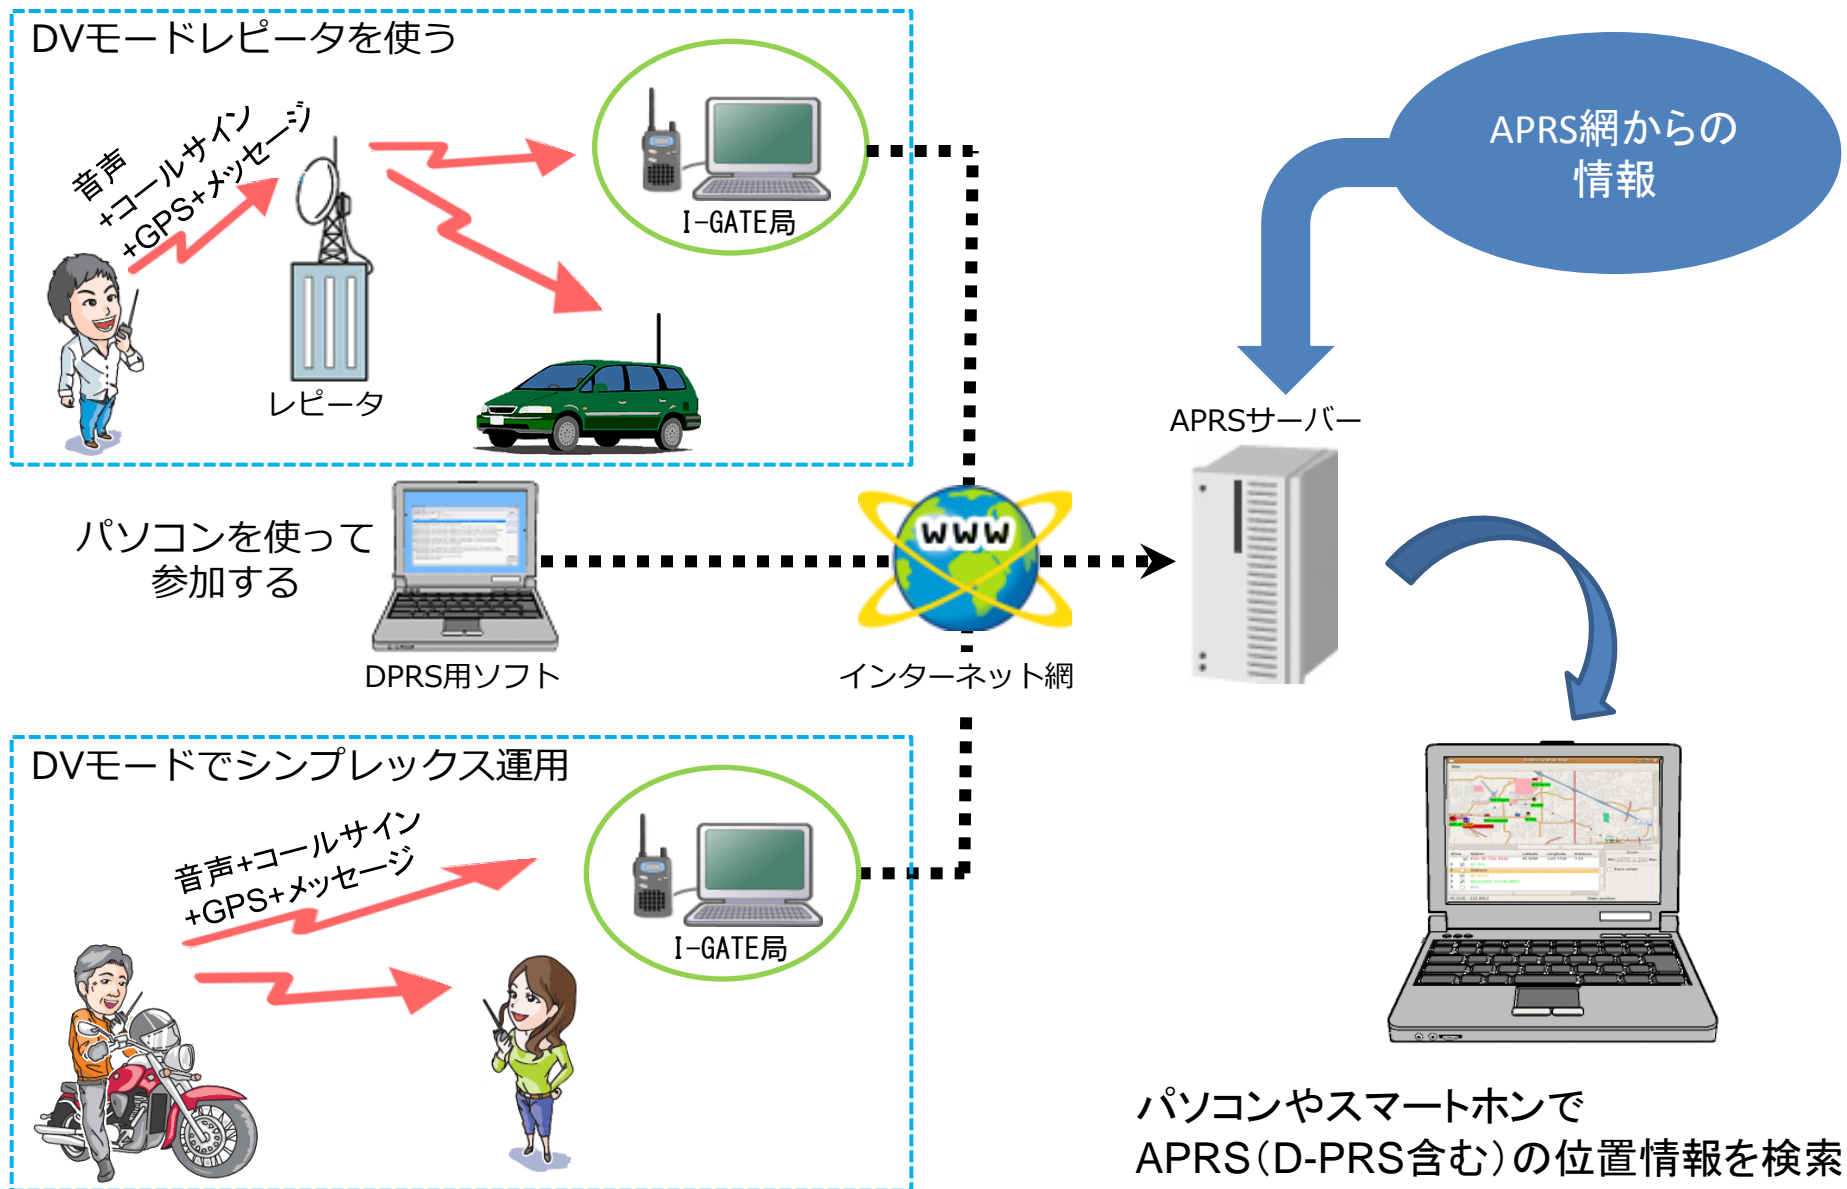 DVモードレピータを使う
音声
+コールサイン
+GPS+メッセージ
I-GATE局
レピータ
APRS網からの
情報
APRSサーバー
パソコンを使って
参加する
DPRS用ソフト
WWW
インターネット網
DVモードでシンプレックス運用
音声+コールサイン
+GPS+メッセージ
I-GATE局
パソコンやスマートホンで
APRS（D-PRS含む）の位置情報を検索